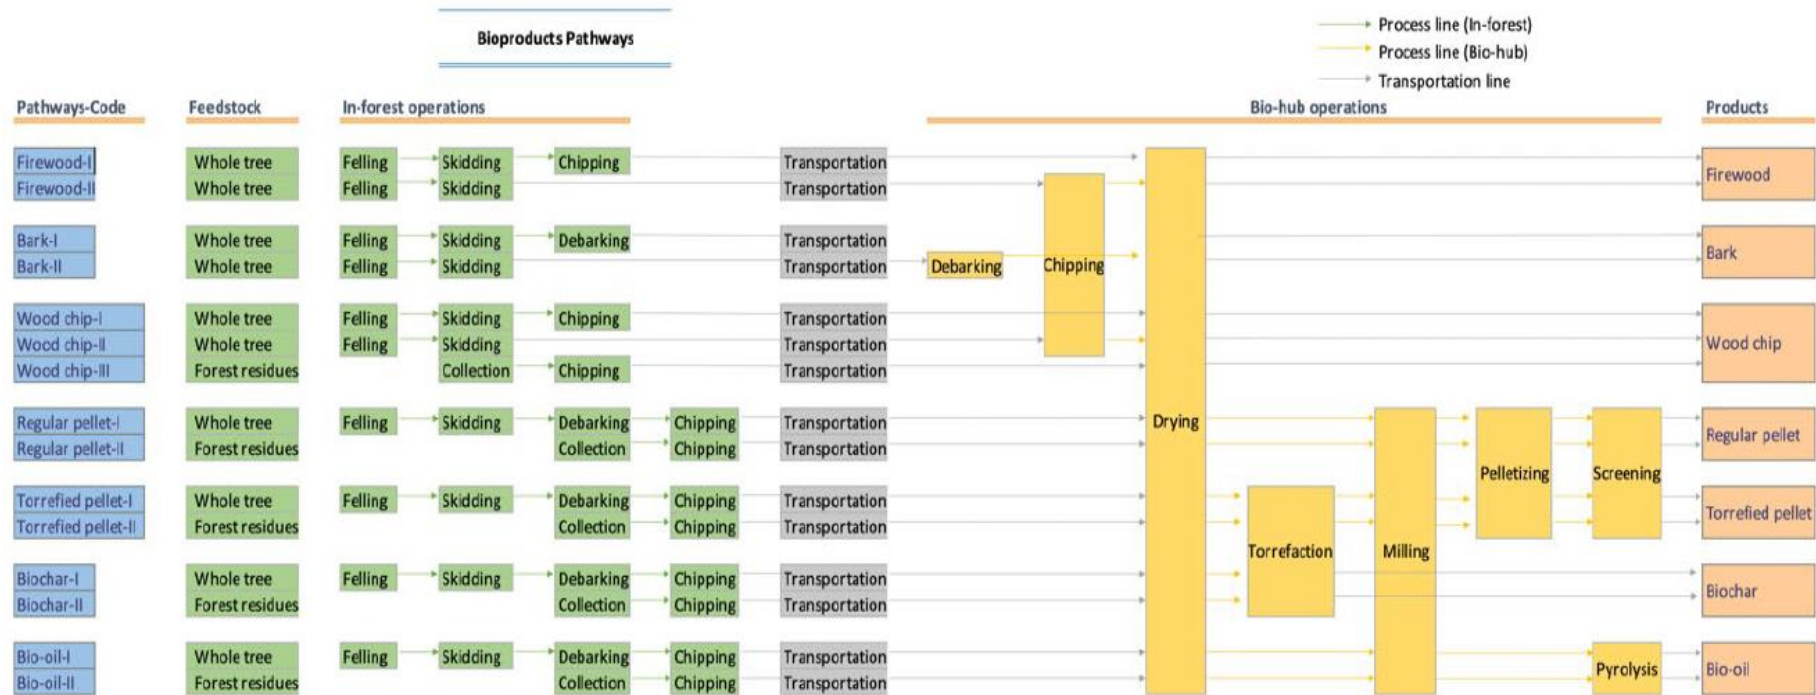 Bioproducts Pathways
Process line (In-forest)
Process line (Bio-hub)
Transportation line
Pathways-Code Feedstock In-forest operations Bio-hub operations Products
Firewood-I Whole tree Felling Skidding Chipping Transportation
Firewood-II Whole tree Felling Skidding Transportation
Firewood
Bark-I Whole tree Felling Skidding Debarking Transportation
Bark-II Whole tree Felling Skidding Transportation Debarking Chipping
Bark
Wood chip-I Whole tree Felling Skidding Chipping Transportation
Wood chip-II Whole tree Felling Skidding Transportation
Wood chip-III Forest residues Collection Chipping Transportation
Wood chip
Regular pellet-I Whole tree Felling Skidding Debarking Chipping Transportation Drying
Regular pellet-II Forest residues Collection Chipping Transportation
Regular pellet
Pelletizing Screening
Torrefied pellet-I Whole tree Felling Skidding Debarking Chipping Transportation
Torrefied pellet-II Forest residues Collection Chipping Transportation
Torrefied pellet
Torrefaction Milling
Biochar-I Whole tree Felling Skidding Debarking Chipping Transportation
Biochar-II Forest residues Collection Chipping Transportation
Biochar
Bio-oil-I Whole tree Felling Skidding Debarking Chipping Transportation
Bio-oil-II Forest residues Collection Chipping Transportation
Pyrolysis Bio-oil